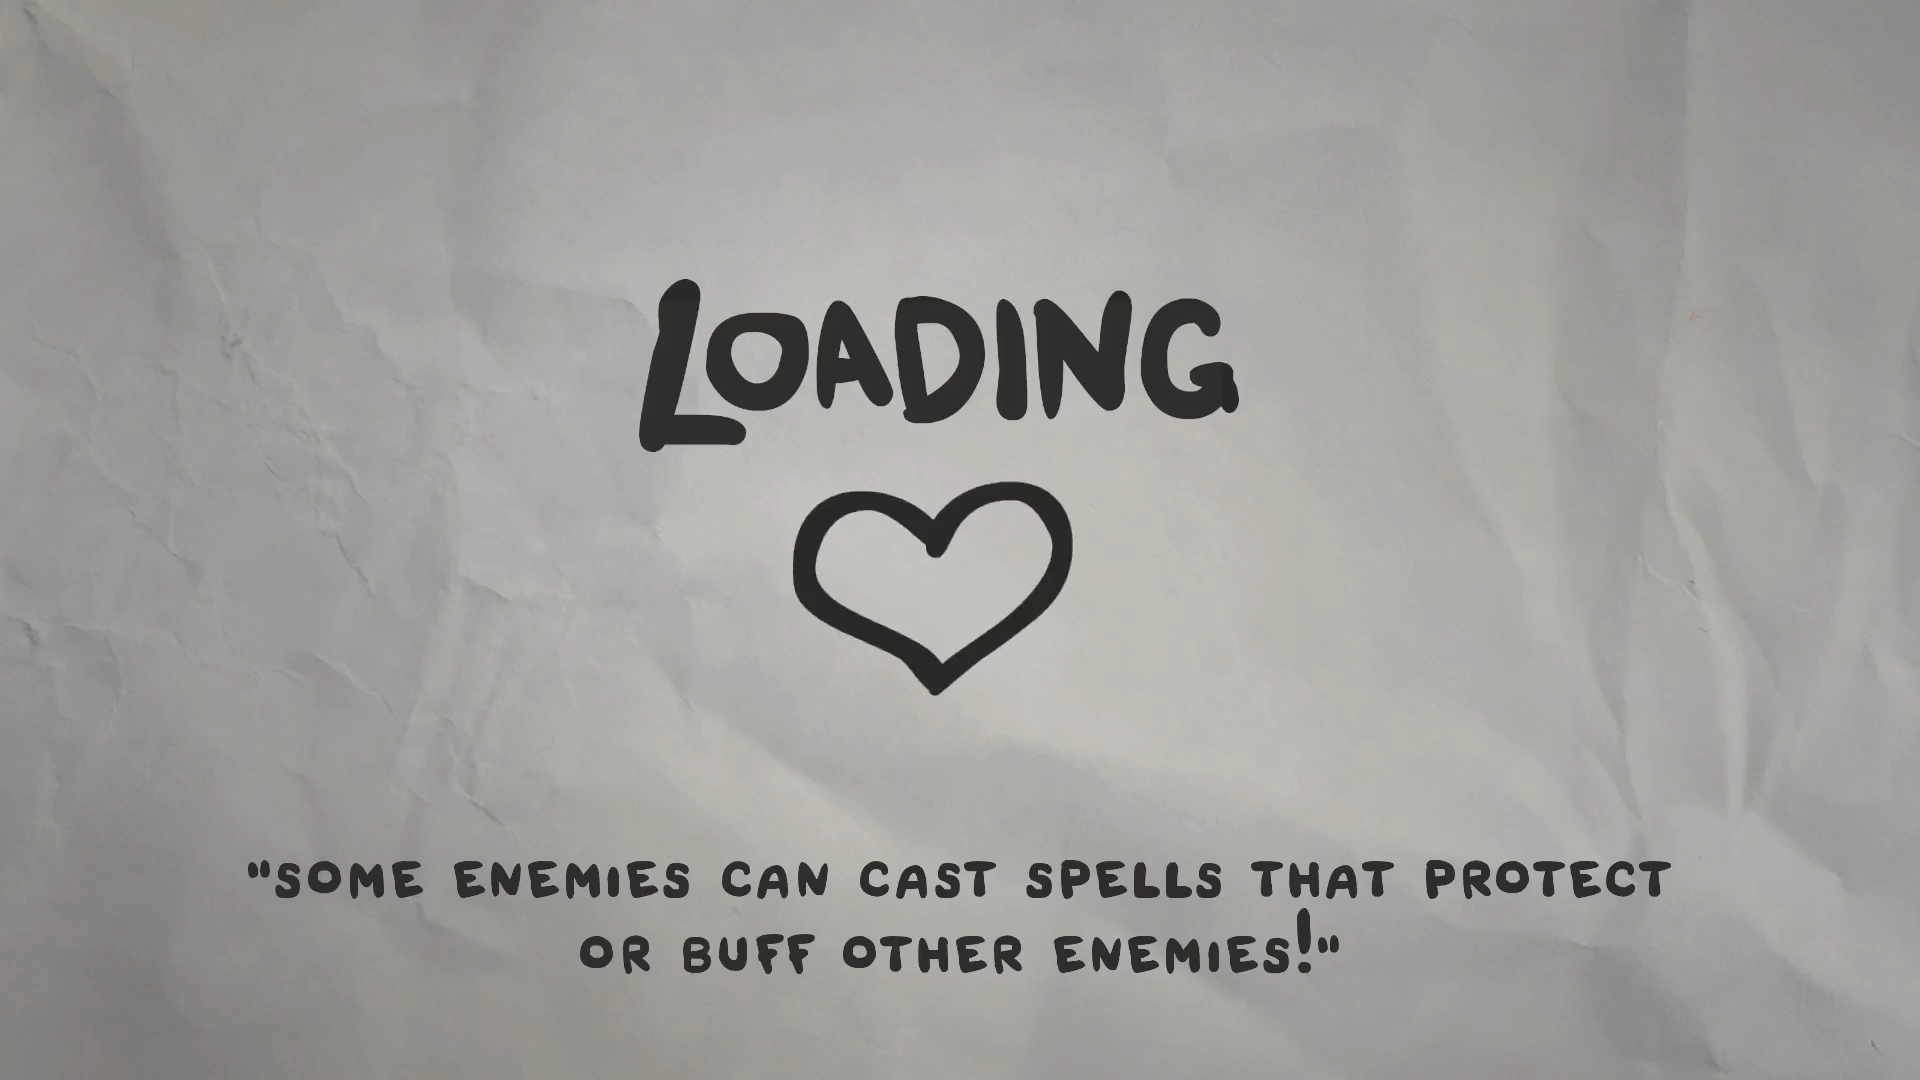 LOADING
"SOME ENEMIES CAN CAST SPELLS THAT PROTECT
OR BUFF OTHER ENEMIES!"